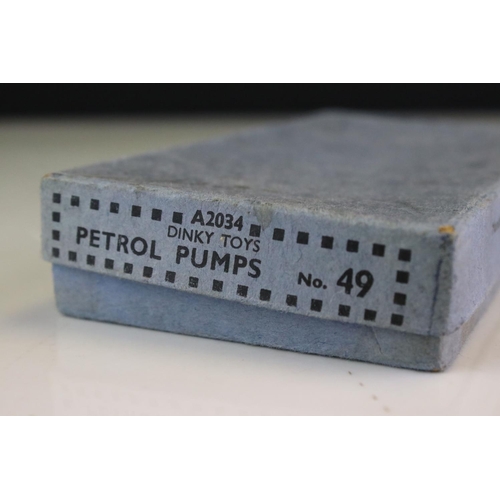 A2034
DINKY TOYS
PETROL PUMPS No. 49